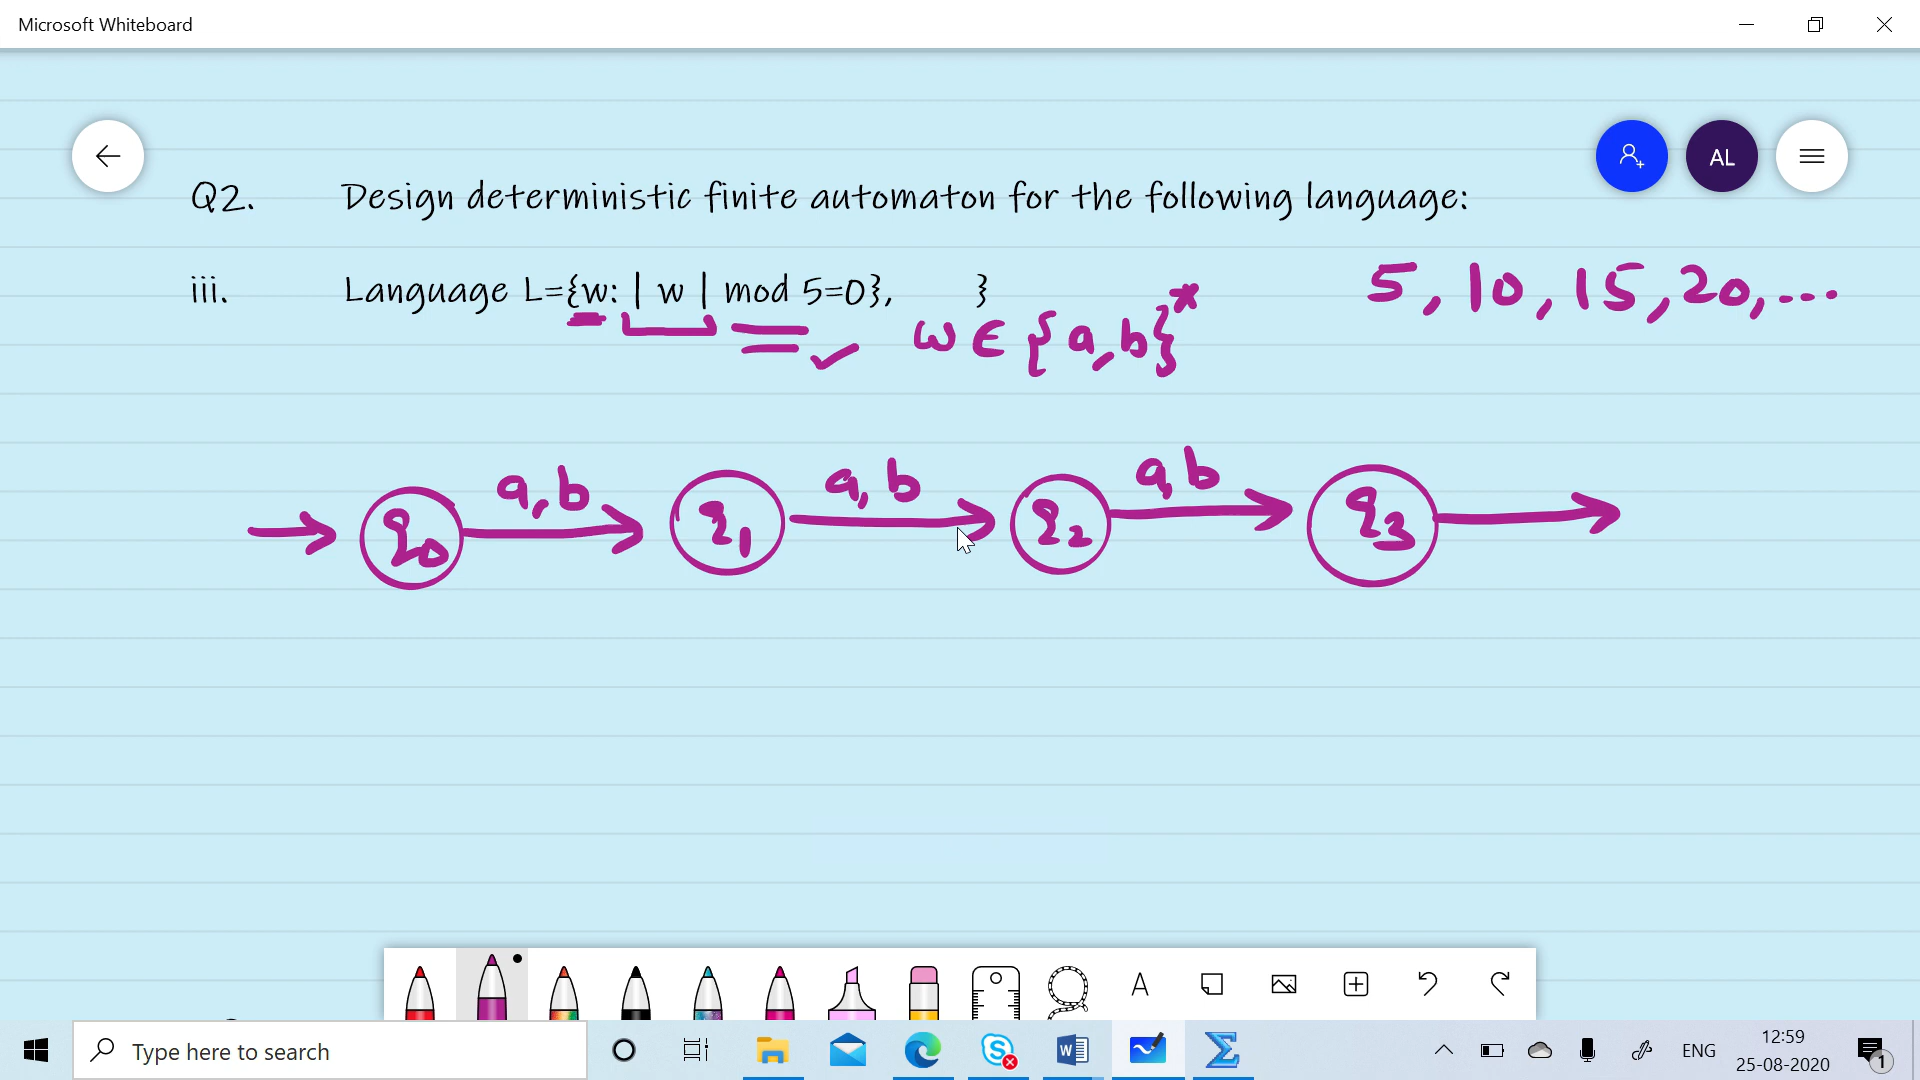 Microsoft Whiteboard
AL
Q2. Design deterministic finite automaton for the following language:
iii. Language L={w: | w | mod 5=0}, }
5, 10, 15, 20, ...
w ∈ {a,b}*
a,b a,b a,b
q0 q1 q2 q3
A
Type here to search
ENG
12:59
25-08-2020
1